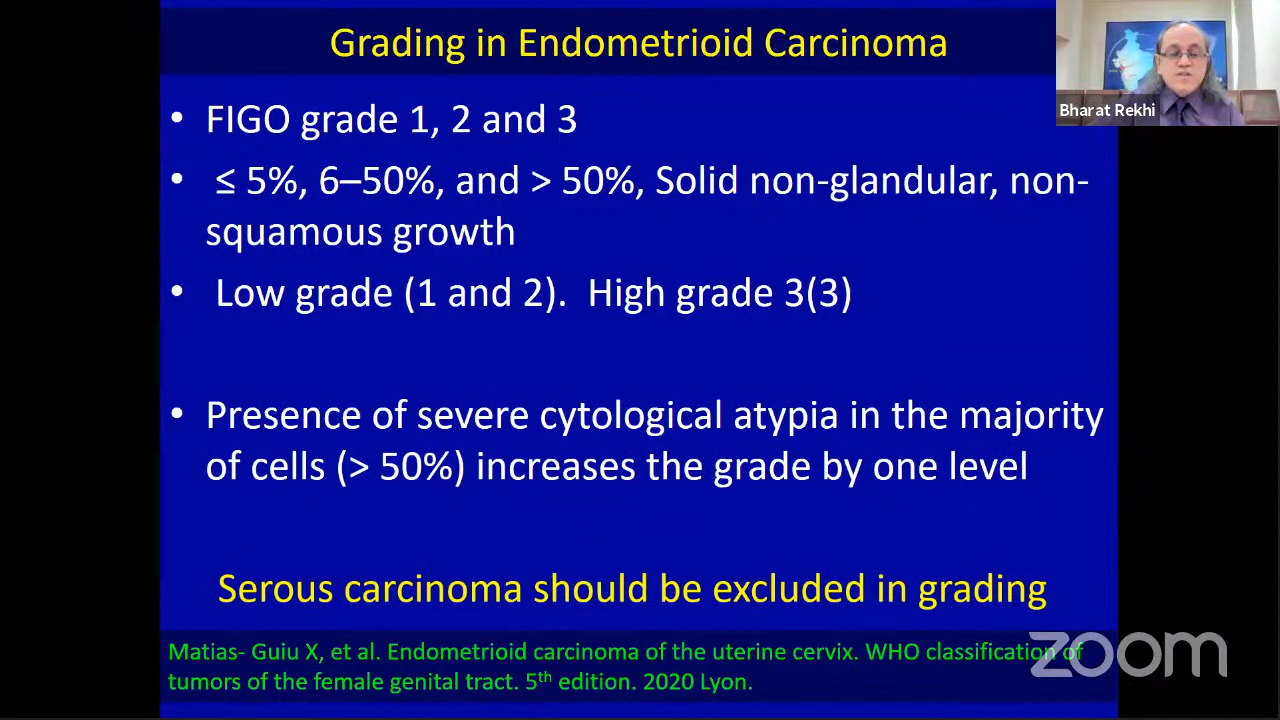 Grading in Endometrioid Carcinoma
Bharat Rekhi
• FIGO grade 1, 2 and 3
• ≤ 5%, 6–50%, and > 50%, Solid non-glandular, non-
squamous growth
• Low grade (1 and 2). High grade 3(3)
• Presence of severe cytological atypia in the majority
of cells (> 50%) increases the grade by one level
Serous carcinoma should be excluded in grading
Matias- Guiu X, et al. Endometrioid carcinoma of the uterine cervix. WHO classification of
tumors of the female genital tract. 5th edition. 2020 Lyon.
zoom